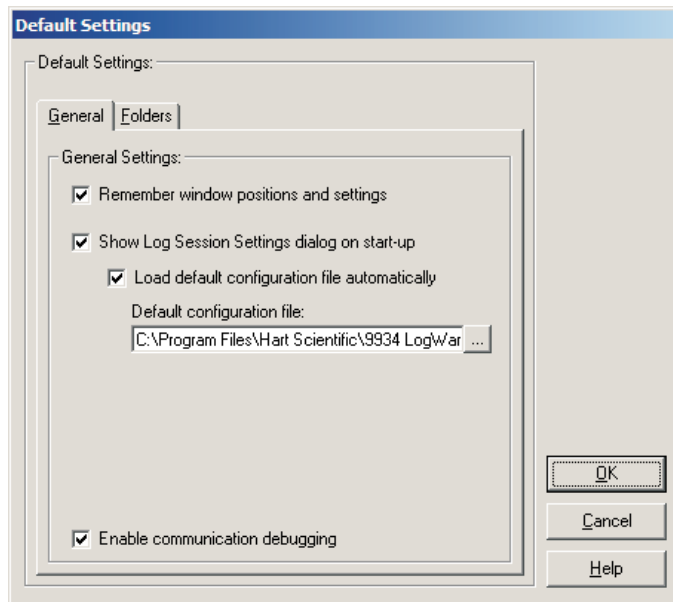 Default Settings
Default Settings:
General Folders
General Settings:
Remember window positions and settings
Show Log Session Settings dialog on start-up
Load default configuration file automatically
Default configuration file:
C:\Program Files\Hart Scientific\9934 LogWar ...
Enable communication debugging
OK
Cancel
Help